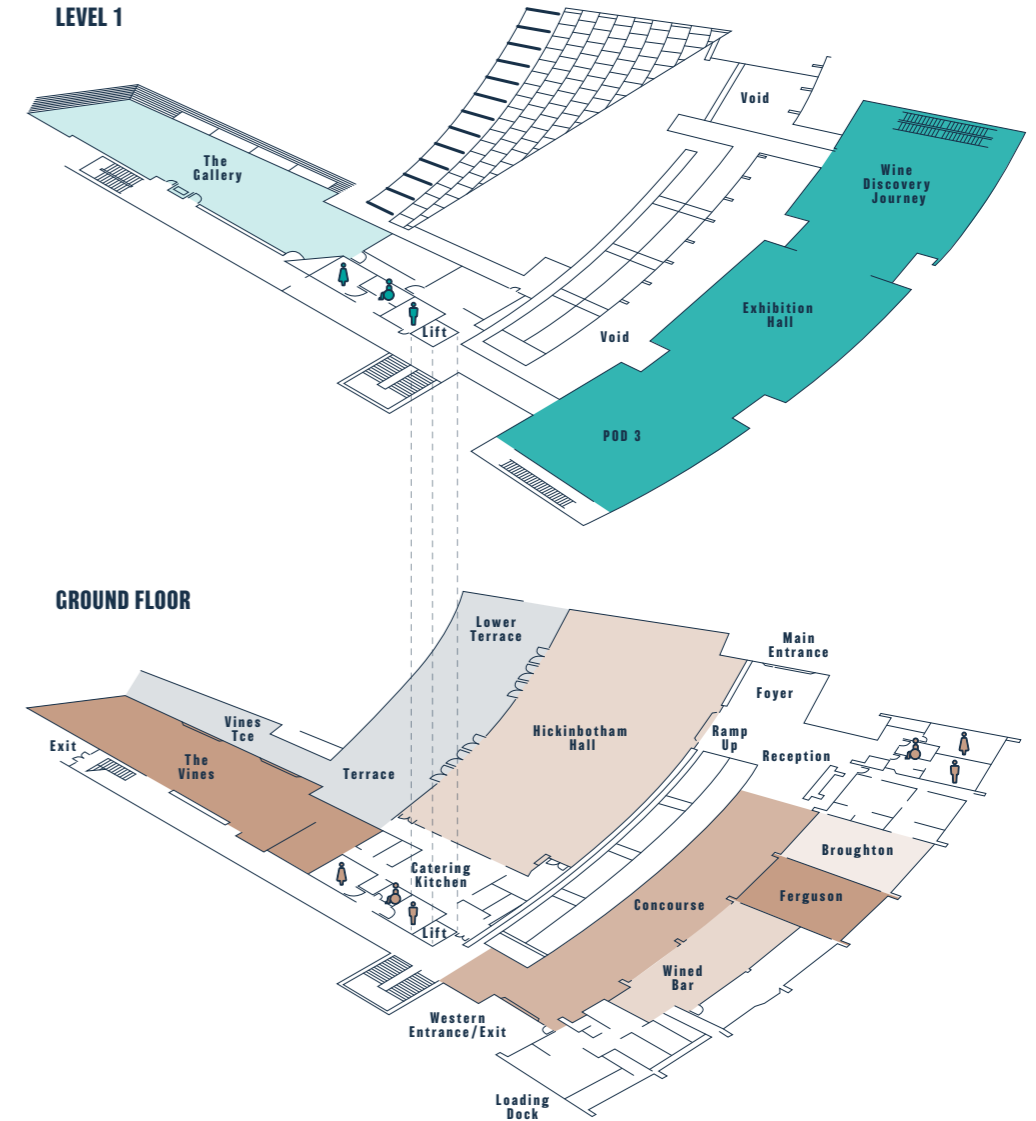 LEVEL 1
Void
The
Gallery
Wine
Discovery
Journey
Exhibition
Hall
Lift
Void
POD 3
GROUND FLOOR
Lower
Terrace
Main
Entrance
Foyer
Vines
Tce
Hickinbotham
Hall
Ramp
Up
Exit
Reception
The
Vines
Terrace
Broughton
Catering
Kitchen
Ferguson
Concourse
Lift
Wined
Bar
Western
Entrance/Exit
Loading
Dock